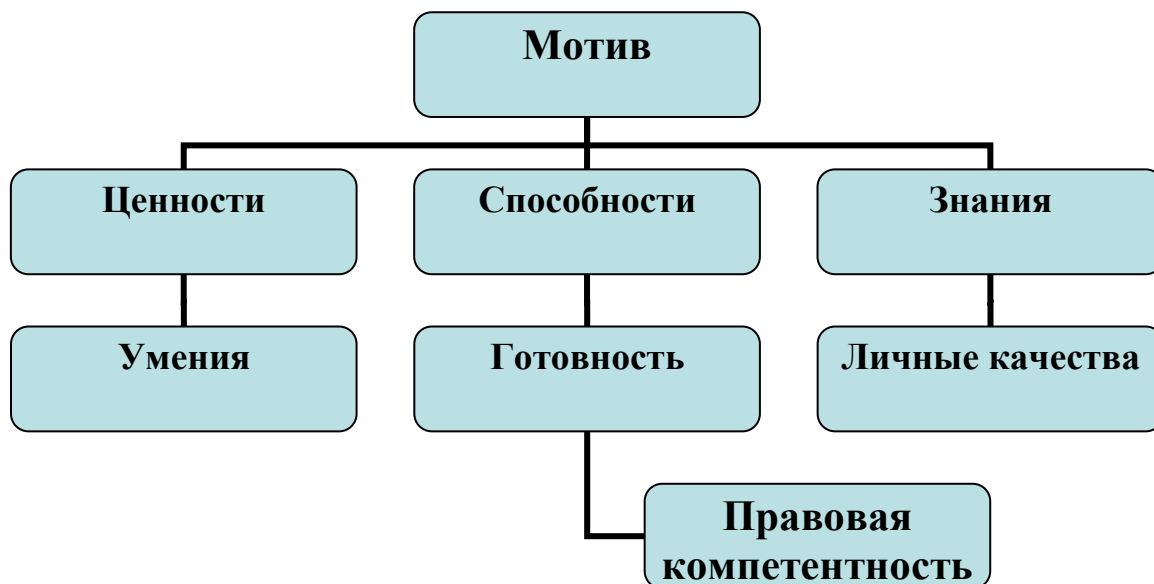 Мотив
Ценности
Способности
Знания
Умения
Готовность
Личные качества
Правовая
компетентность